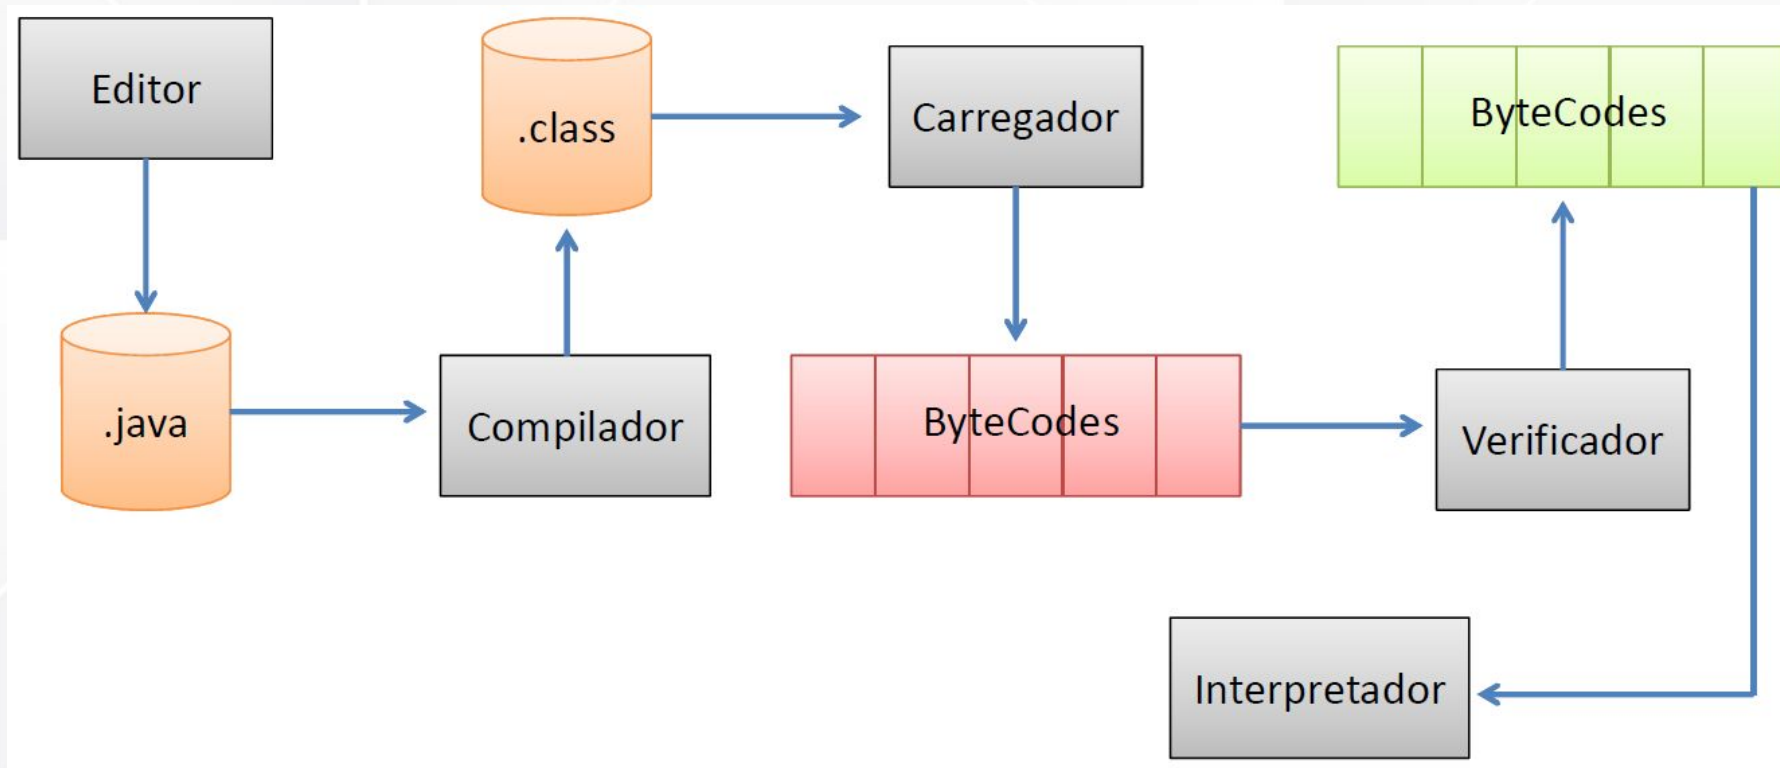 Editor
.java
Compilador
.class
Carregador
ByteCodes
Verificador
ByteCodes
Interpretador